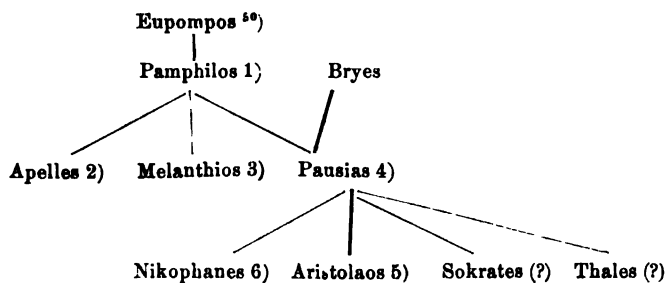 Eupompos ⁵⁰)
Pamphilos 1) Bryes
Apelles 2) Melanthios 3) Pausias 4)
Nikophanes 6) Aristolaos 5) Sokrates (?) Thales (?)